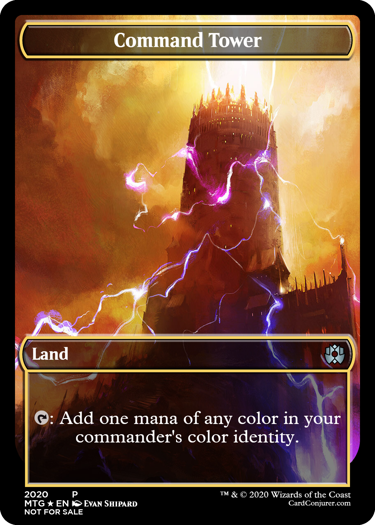 Command Tower
Land
: Add one mana of any color in your
commander's color identity.
2020 P
MTG ★ EN Evan Shipard
NOT FOR SALE
™ & © 2020 Wizards of the Coast
CardConjurer.com